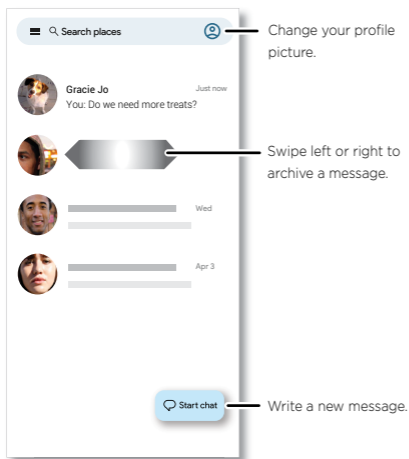 Search places
Change your profile
picture.
Gracie Jo
Just now
You: Do we need more treats?
Swipe left or right to
archive a message.
Wed
Apr 3
Start chat
Write a new message.